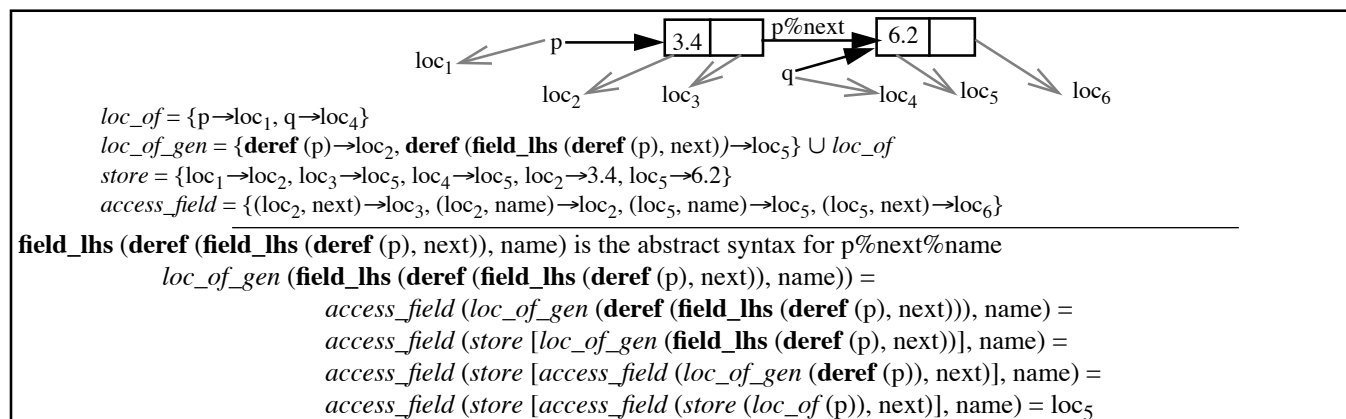 3.4 p%next 6.2
p
loc1 q
loc2 loc3 loc4 loc5 loc6
loc_of = {p→loc1, q→loc4}
loc_of_gen = {deref (p)→loc2, deref (field_lhs (deref (p), next))→loc5} ∪ loc_of
store = {loc1→loc2, loc3→loc5, loc4→loc5, loc2→3.4, loc5→6.2}
access_field = {(loc2, next)→loc3, (loc2, name)→loc2, (loc5, name)→loc5, (loc5, next)→loc6}
field_lhs (deref (field_lhs (deref (p), next)), name) is the abstract syntax for p%next%name
loc_of_gen (field_lhs (deref (field_lhs (deref (p), next)), name)) =
access_field (loc_of_gen (deref (field_lhs (deref (p), next))), name) =
access_field (store [loc_of_gen (field_lhs (deref (p), next))], name) =
access_field (store [access_field (loc_of_gen (deref (p)), next)], name) =
access_field (store [access_field (store (loc_of (p)), next)], name) = loc5